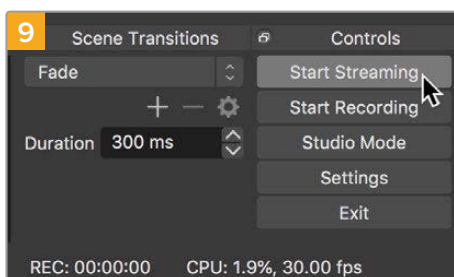 9
Scene Transitions
Controls
Fade
Start Streaming
Start Recording
Duration 300 ms
Studio Mode
Settings
Exit
REC: 00:00:00 CPU: 1.9%, 30.00 fps